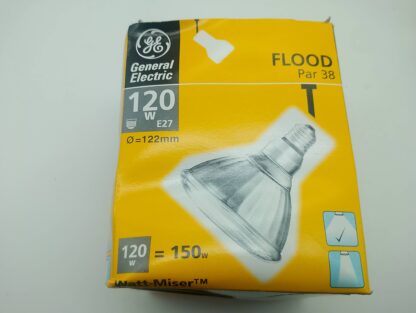 GE
General
Electric
FLOOD
Par 38
120
W
E27
Ø=122mm
120
W
= 150W
Watt-Miser™